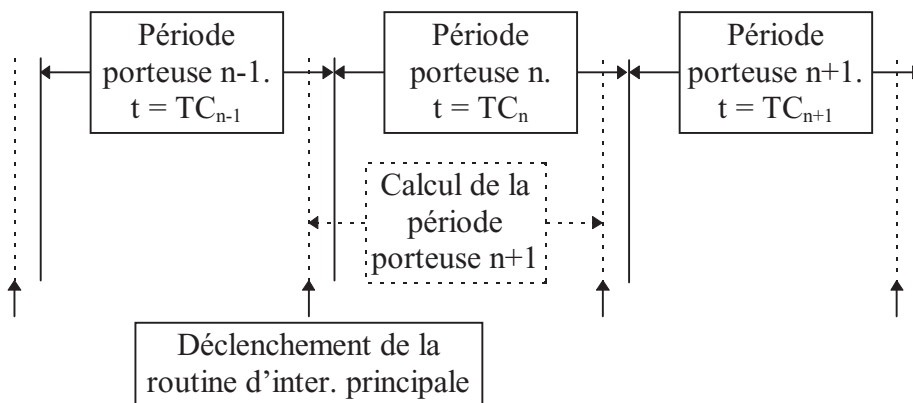 Période
porteuse n-1.
t = TCn-1
Période
porteuse n.
t = TCn
Période
porteuse n+1.
t = TCn+1
Calcul de la
période
porteuse n+1
Déclenchement de la
routine d'inter. principale